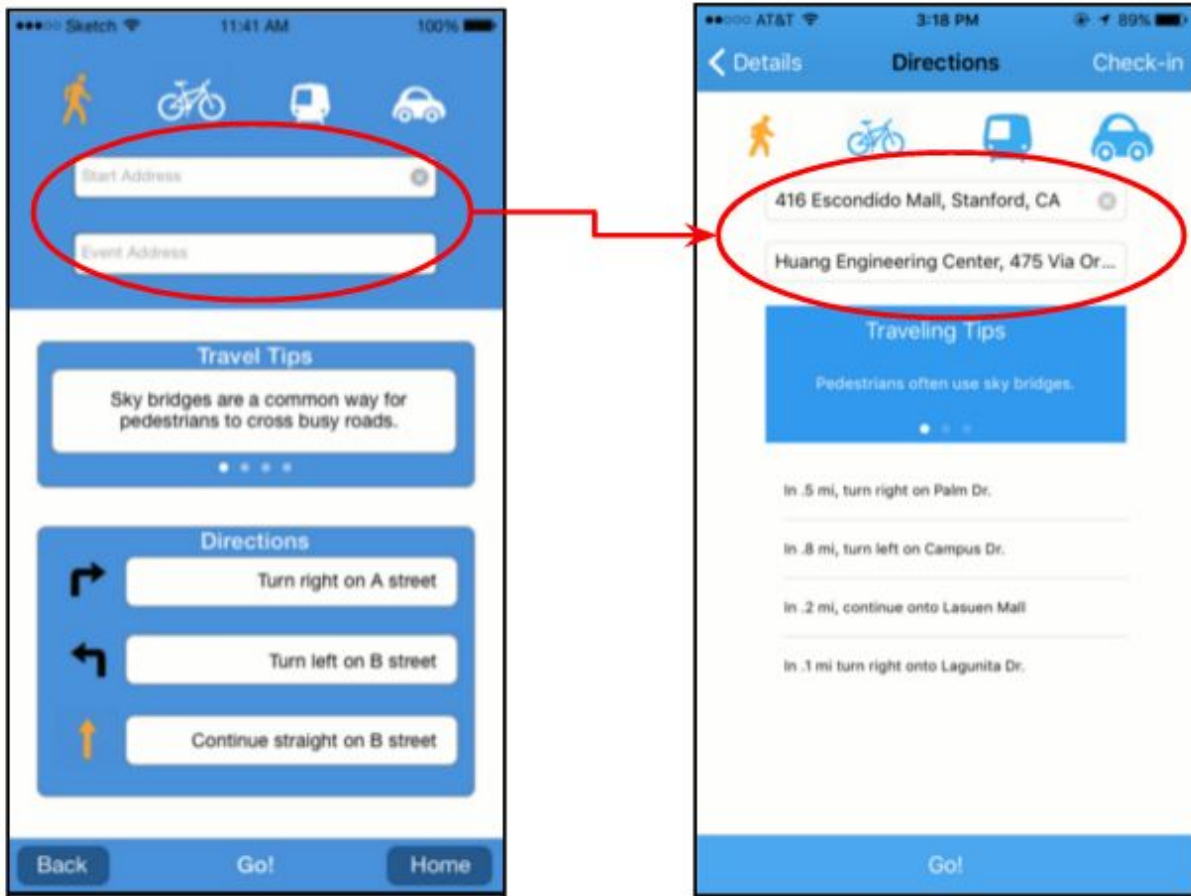 Sketch 11:41 AM 100%
Start Address
Event Address
Travel Tips
Sky bridges are a common way for
pedestrians to cross busy roads.
Directions
Turn right on A street
Turn left on B street
Continue straight on B street
Back Go! Home
AT&T 3:18 PM 89%
Details Directions Check-in
416 Escondido Mall, Stanford, CA
Huang Engineering Center, 475 Via Or...
Traveling Tips
Pedestrians often use sky bridges.
In .5 mi, turn right on Palm Dr.
In .8 mi, turn left on Campus Dr.
In .2 mi, continue onto Lasuen Mall
In .1 mi turn right onto Lagunita Dr.
Go!